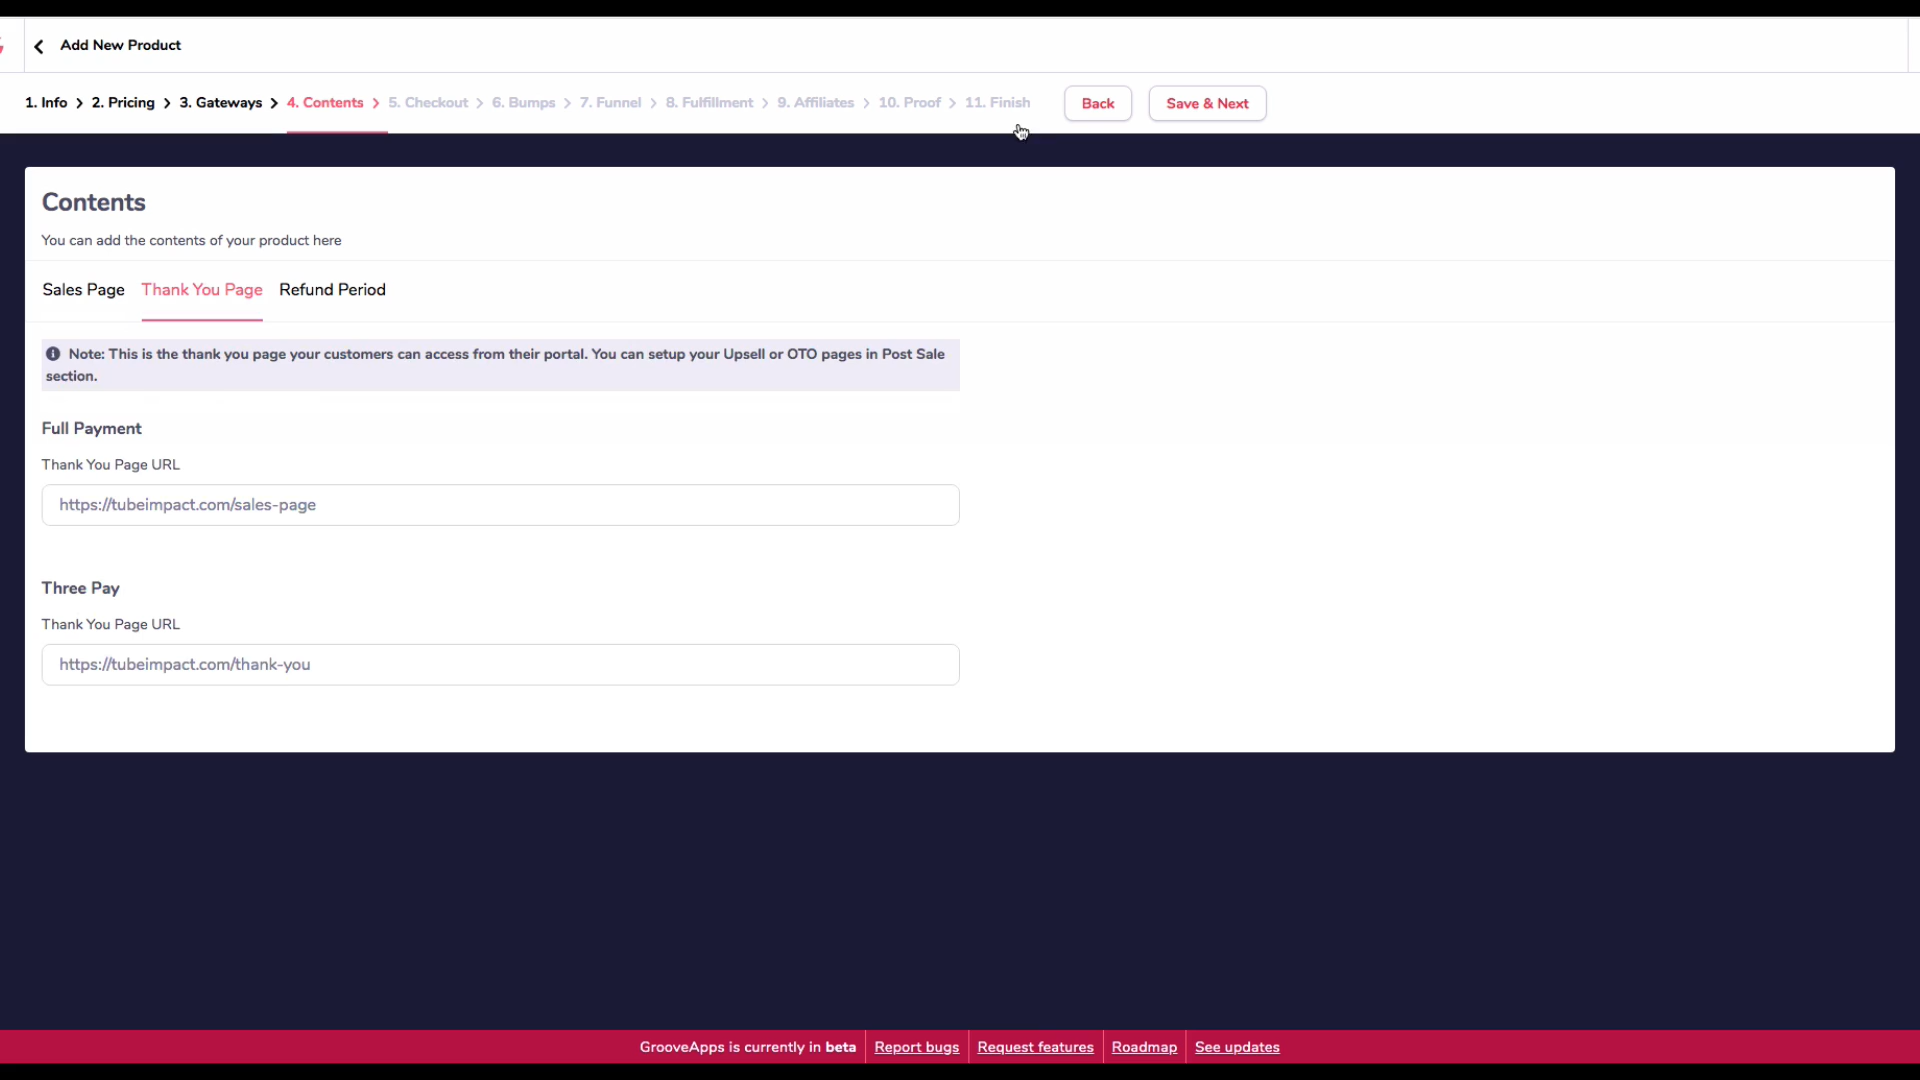 Add New Product
1. Info > 2. Pricing > 3. Gateways > 4. Contents > 5. Checkout > 6. Bumps > 7. Funnel > 8. Fulfillment > 9. Affiliates > 10. Proof > 11. Finish Back Save & Next
Contents
You can add the contents of your product here
Sales Page Thank You Page Refund Period
Note: This is the thank you page your customers can access from their portal. You can setup your Upsell or OTO pages in Post Sale
section.
Full Payment
Thank You Page URL
https://tubeimpact.com/sales-page
Three Pay
Thank You Page URL
https://tubeimpact.com/thank-you
GrooveApps is currently in beta Report bugs Request features Roadmap See updates